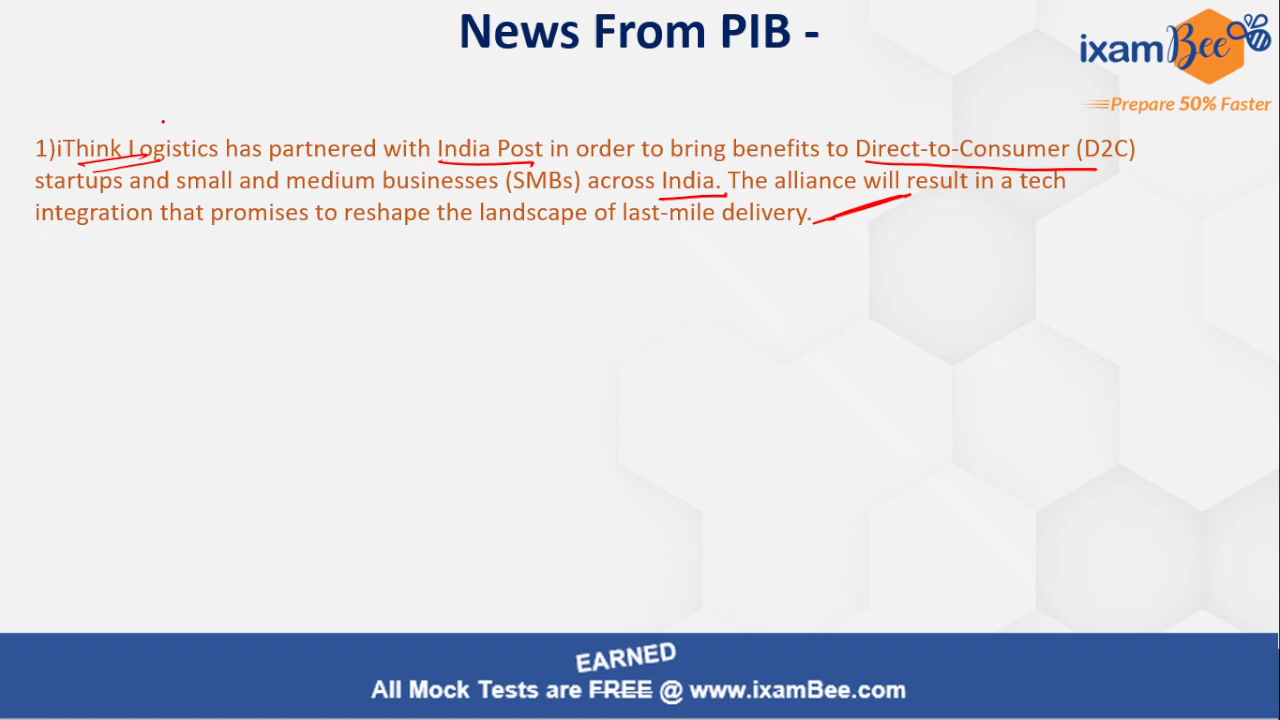 News From PIB -
ixamBee
Prepare 50% Faster
1)iThink Logistics has partnered with India Post in order to bring benefits to Direct-to-Consumer (D2C)
startups and small and medium businesses (SMBs) across India. The alliance will result in a tech
integration that promises to reshape the landscape of last-mile delivery.
EARNED
All Mock Tests are FREE @ www.ixamBee.com